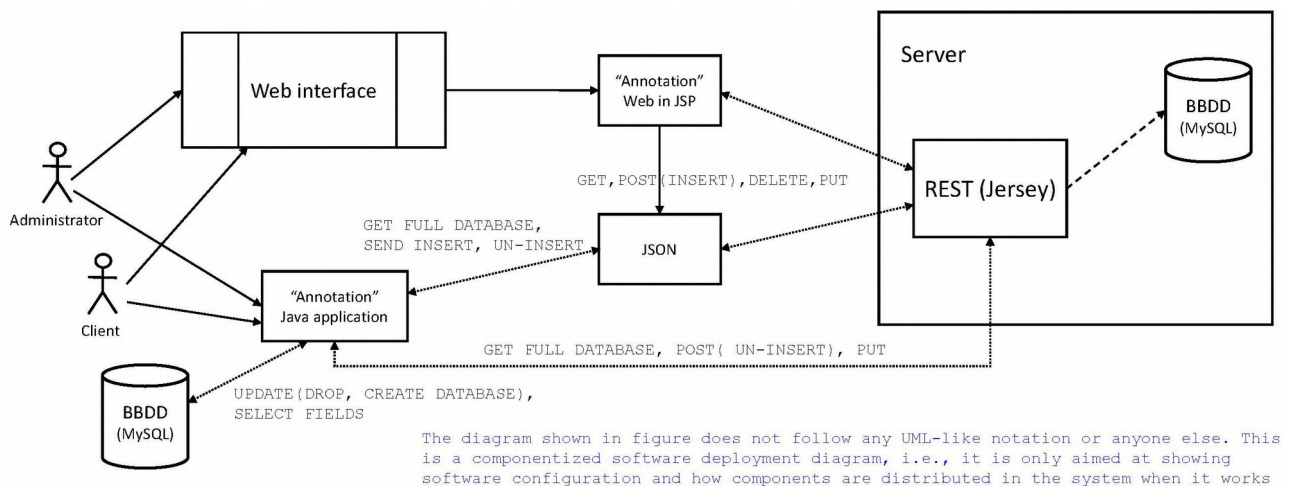 Server
Web interface
“Annotation”
Web in JSP
BBDD
(MySQL)
Administrator
GET,POST(INSERT),DELETE,PUT
REST (Jersey)
GET FULL DATABASE,
SEND INSERT, UN-INSERT
JSON
Client
“Annotation”
Java application
GET FULL DATABASE, POST( UN-INSERT), PUT
BBDD
(MySQL)
UPDATE(DROP, CREATE DATABASE),
SELECT FIELDS
The diagram shown in figure does not follow any UML-like notation or anyone else. This
is a componentized software deployment diagram, i.e., it is only aimed at showing
software configuration and how components are distributed in the system when it works